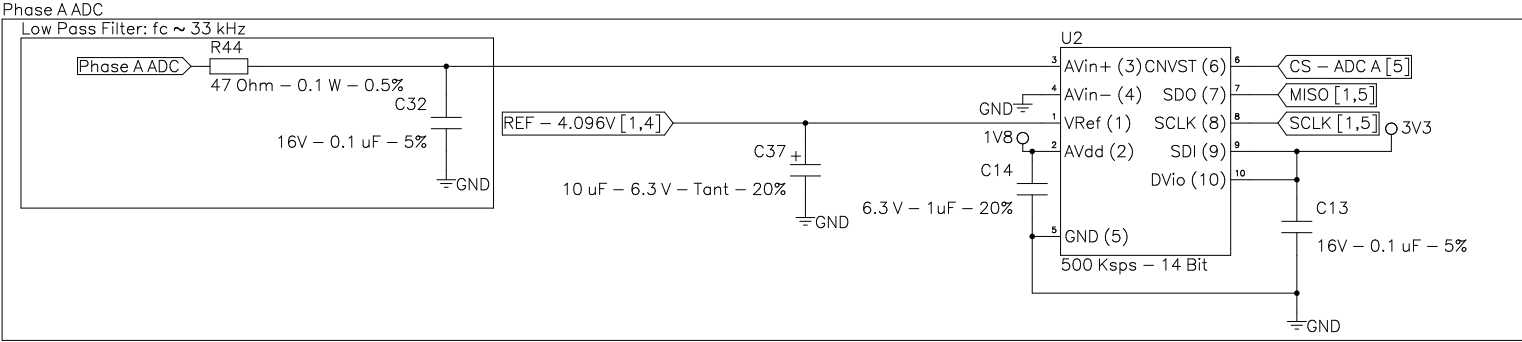 Phase A ADC
Low Pass Filter: fc ~ 33 kHz
R44
Phase A ADC
47 Ohm – 0.1 W – 0.5%
C32
16V – 0.1 uF – 5%
GND
REF – 4.096V [1,4]
C37 +
10 uF – 6.3 V – Tant – 20%
GND
U2
3 AVin+ (3) CNVST (6) 6 CS – ADC A [5]
GND 4 AVin– (4) SDO (7) 7 MISO [1,5]
1 VRef (1) SCLK (8) 8 SCLK [1,5]
1V8 2 AVdd (2) SDI (9) 9 3V3
C14
DVio (10) 10
6.3 V – 1uF – 20%
5 GND (5)
500 Ksps – 14 Bit
C13
16V – 0.1 uF – 5%
GND